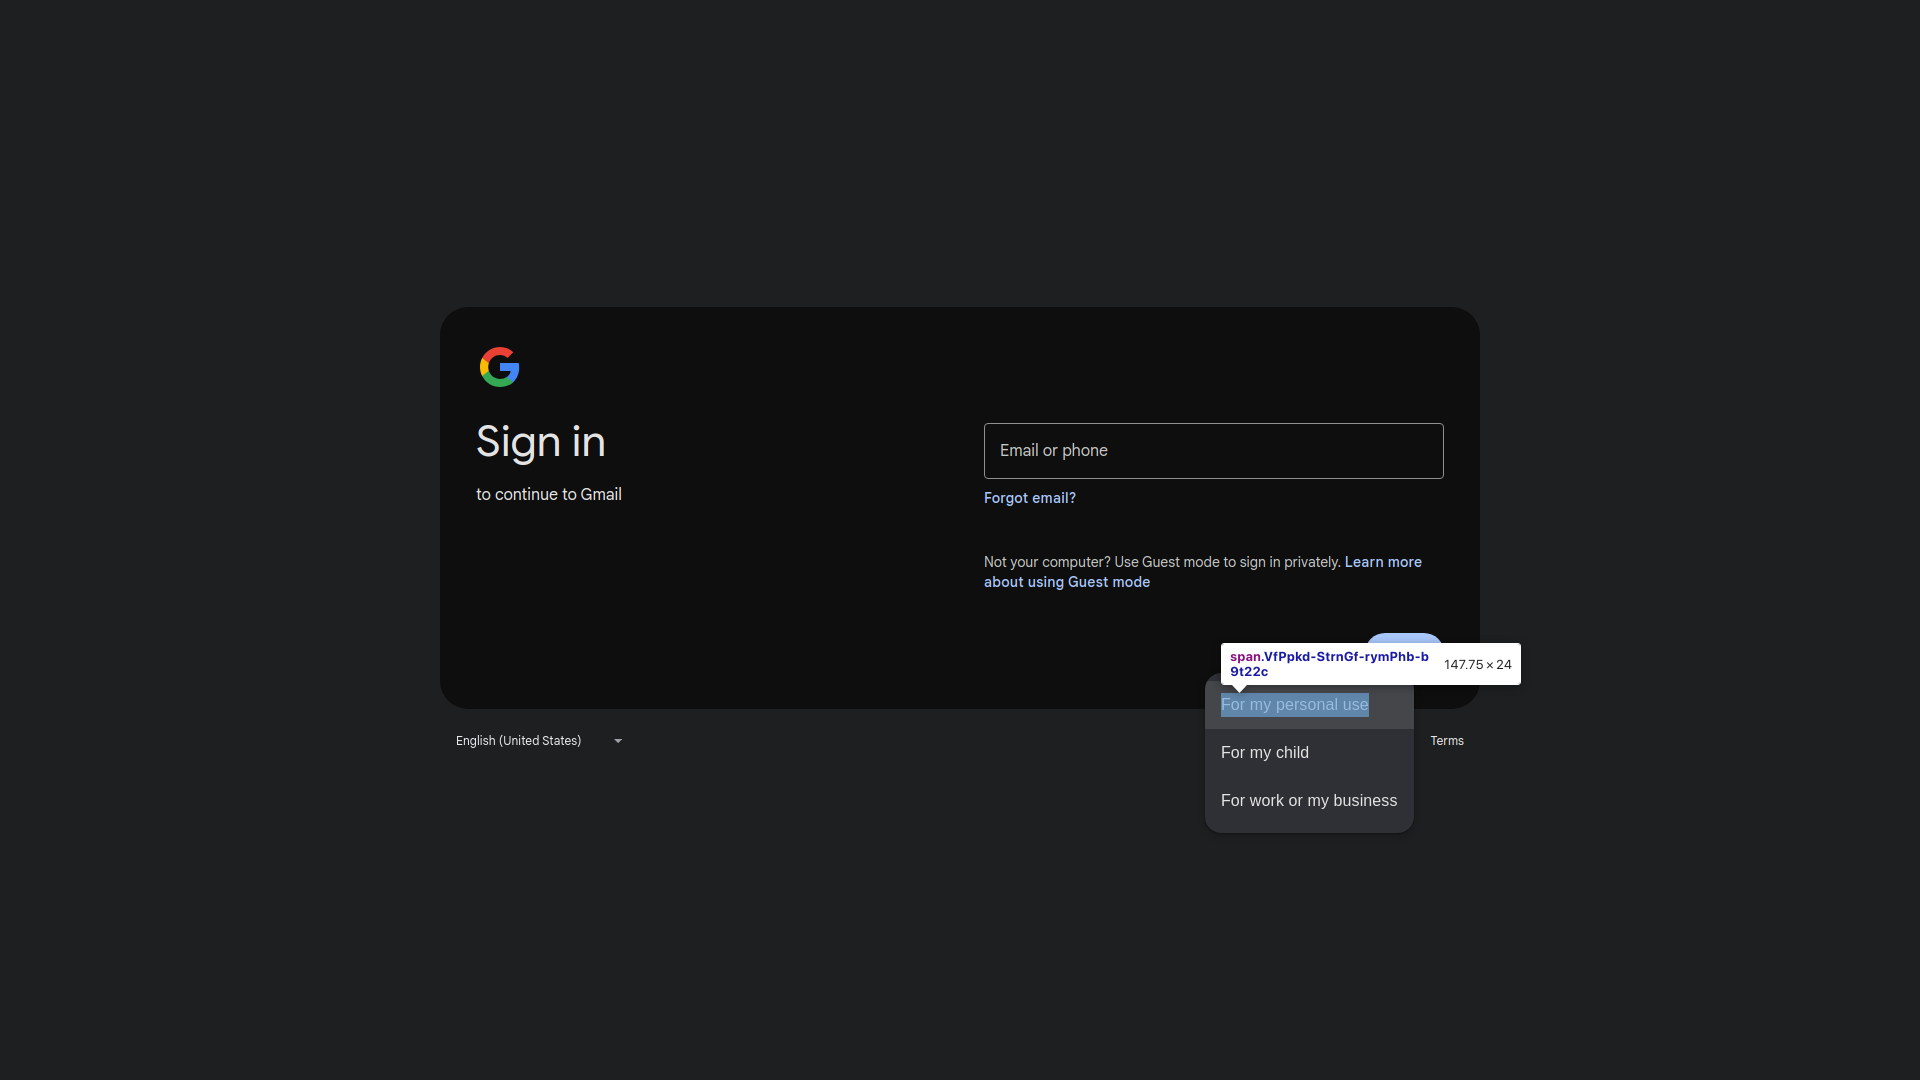 Sign in
to continue to Gmail
Email or phone
Forgot email?
Not your computer? Use Guest mode to sign in privately. Learn more
about using Guest mode
span.VfPpkd-StrnGf-rymPhb-b
9t22c
147.75 × 24
For my personal use
For my child
For work or my business
English (United States)
Terms